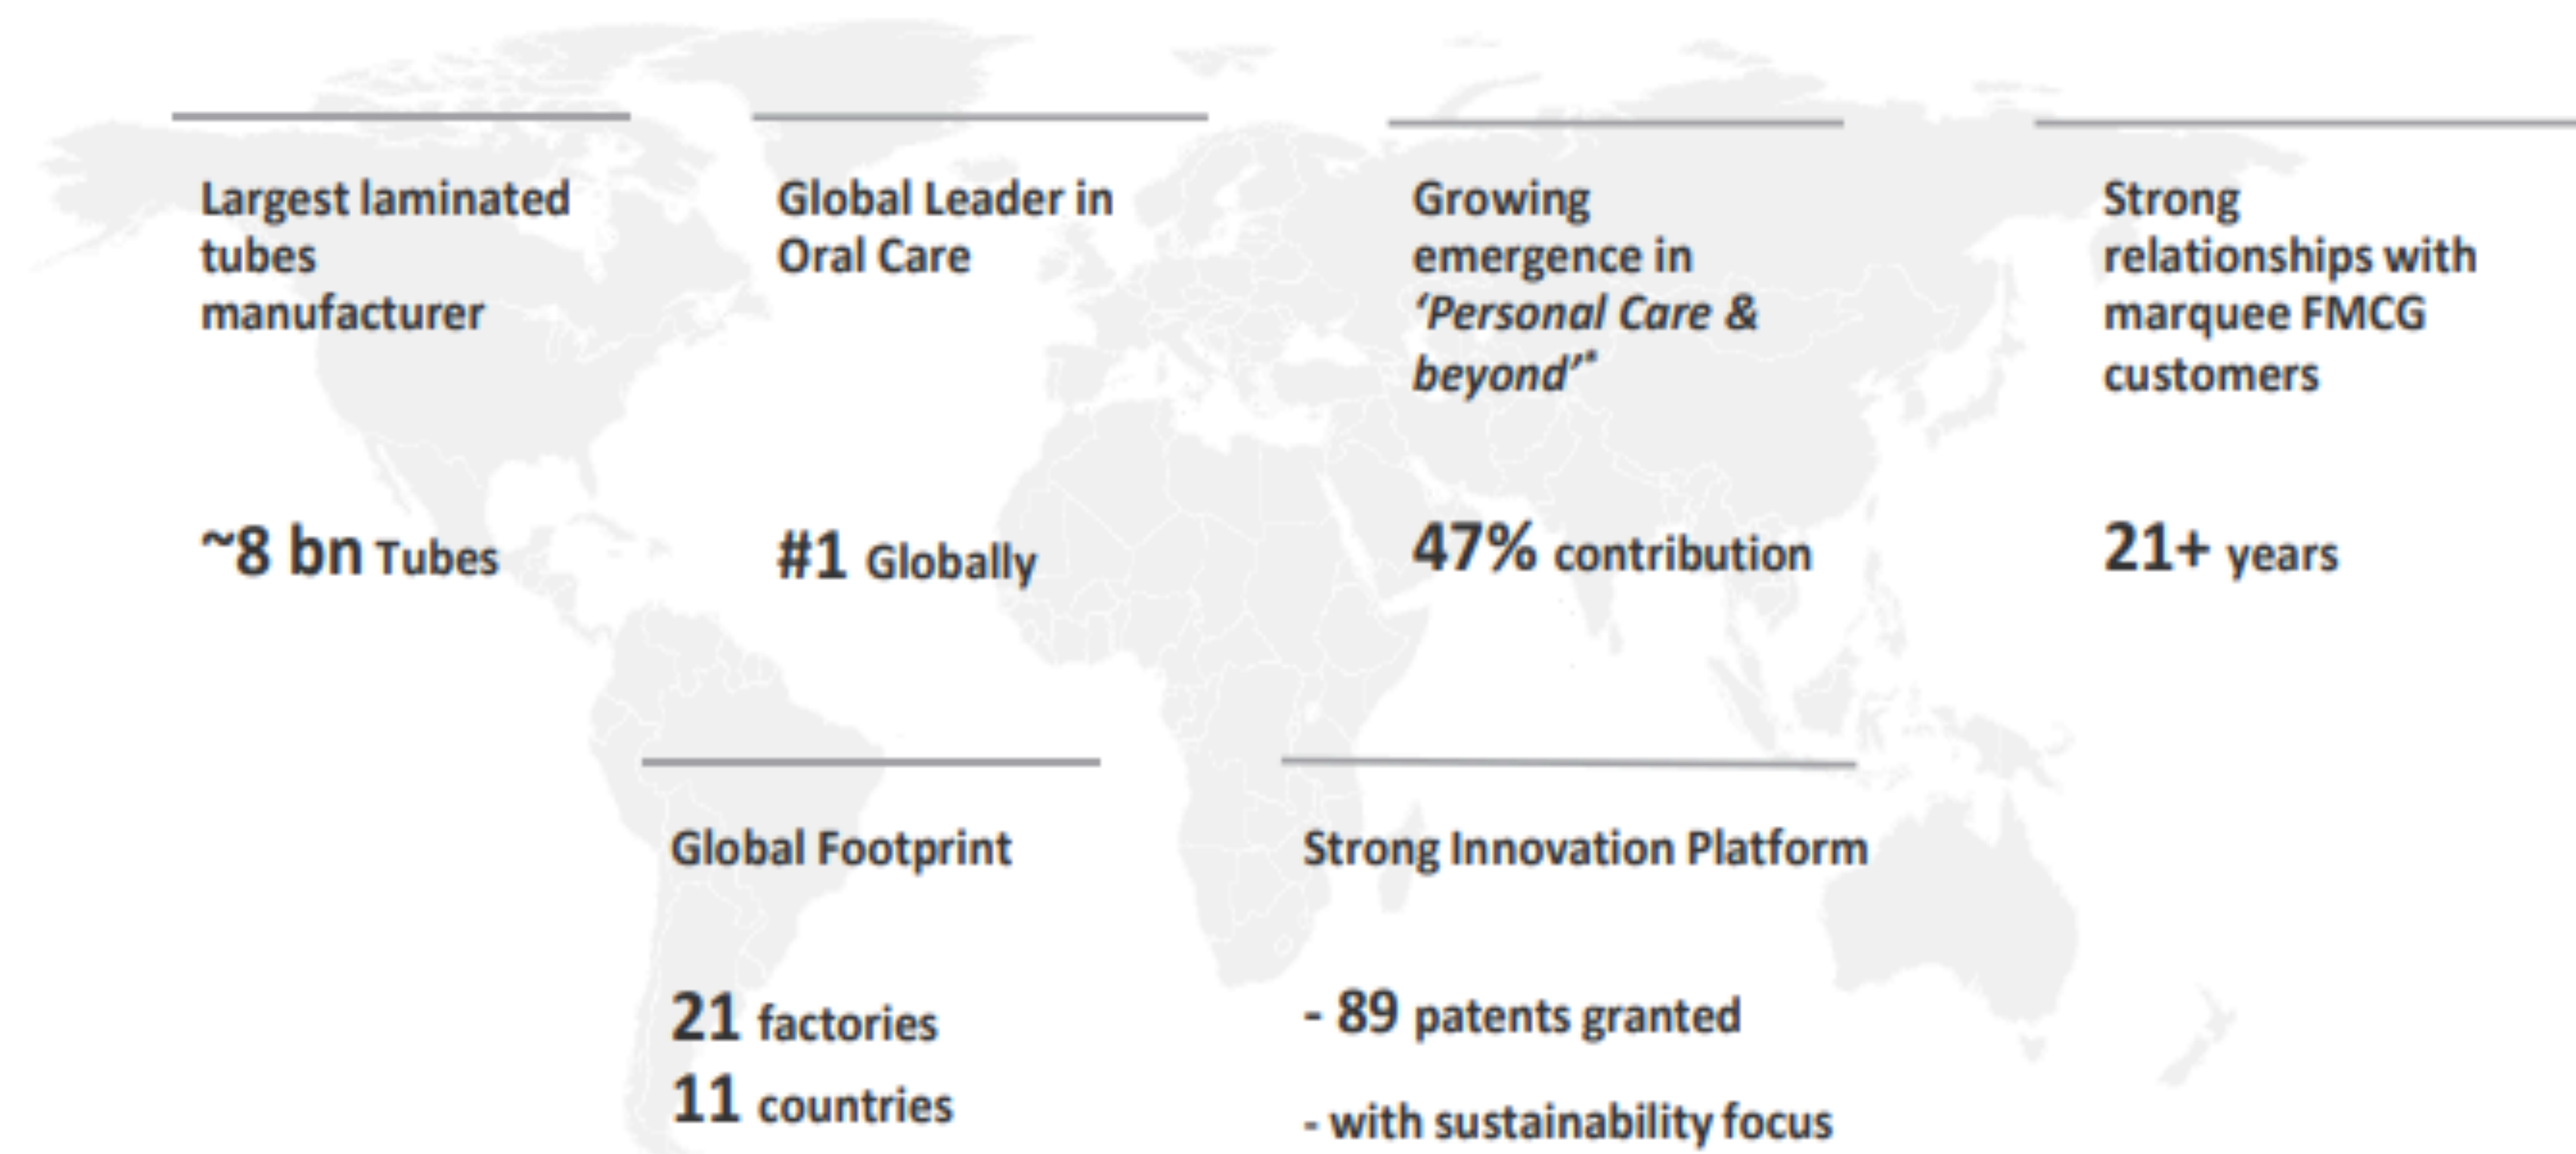 Largest laminated
tubes
manufacturer
~8 bn Tubes
Global Leader in
Oral Care
#1 Globally
Growing
emergence in
‘Personal Care &
beyond’*
47% contribution
Strong
relationships with
marquee FMCG
customers
21+ years
Global Footprint
21 factories
11 countries
Strong Innovation Platform
- 89 patents granted
- with sustainability focus